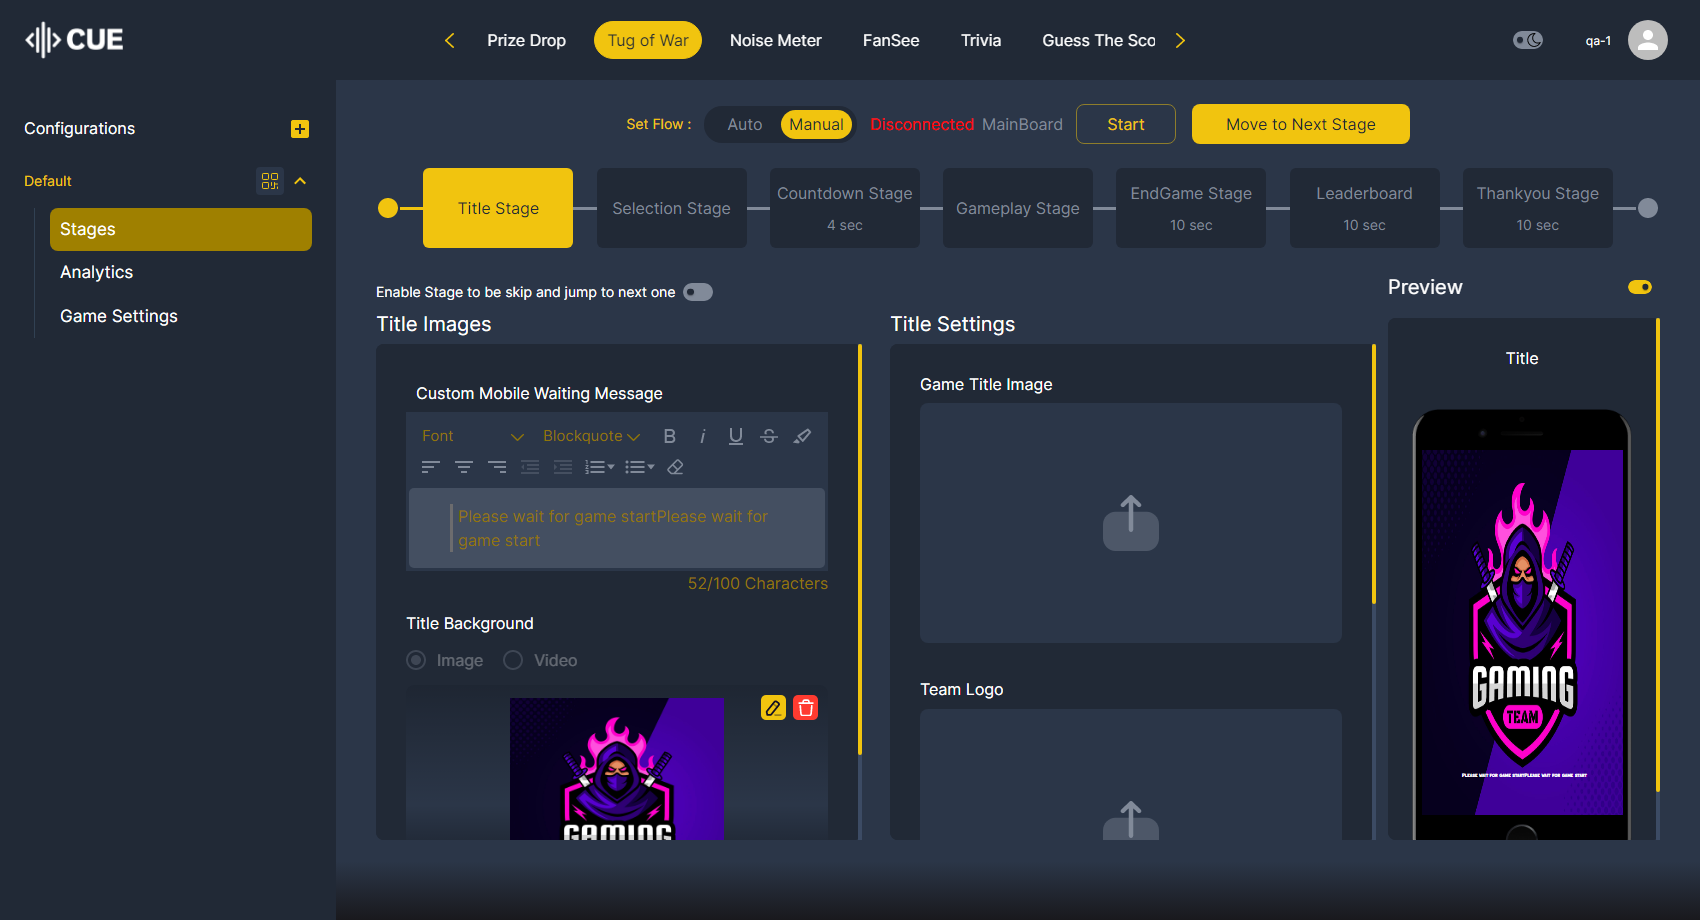 CUE
Prize Drop
Tug of War
Noise Meter
FanSee
Trivia
Guess The Sco
qa-1
Configurations
Default
Stages
Analytics
Game Settings
Set Flow :
Auto
Manual
Disconnected
MainBoard
Start
Move to Next Stage
Title Stage
Selection Stage
Countdown Stage
4 sec
Gameplay Stage
EndGame Stage
10 sec
Leaderboard
10 sec
Thankyou Stage
10 sec
Enable Stage to be skip and jump to next one
Title Images
Custom Mobile Waiting Message
Font
Blockquote
B
i
U
S
Please wait for game startPlease wait for
game start
52/100 Characters
Title Background
Image
Video
GAMING
Title Settings
Game Title Image
Team Logo
Preview
Title
GAMING
TEAM
Please wait for game startPlease wait for game start